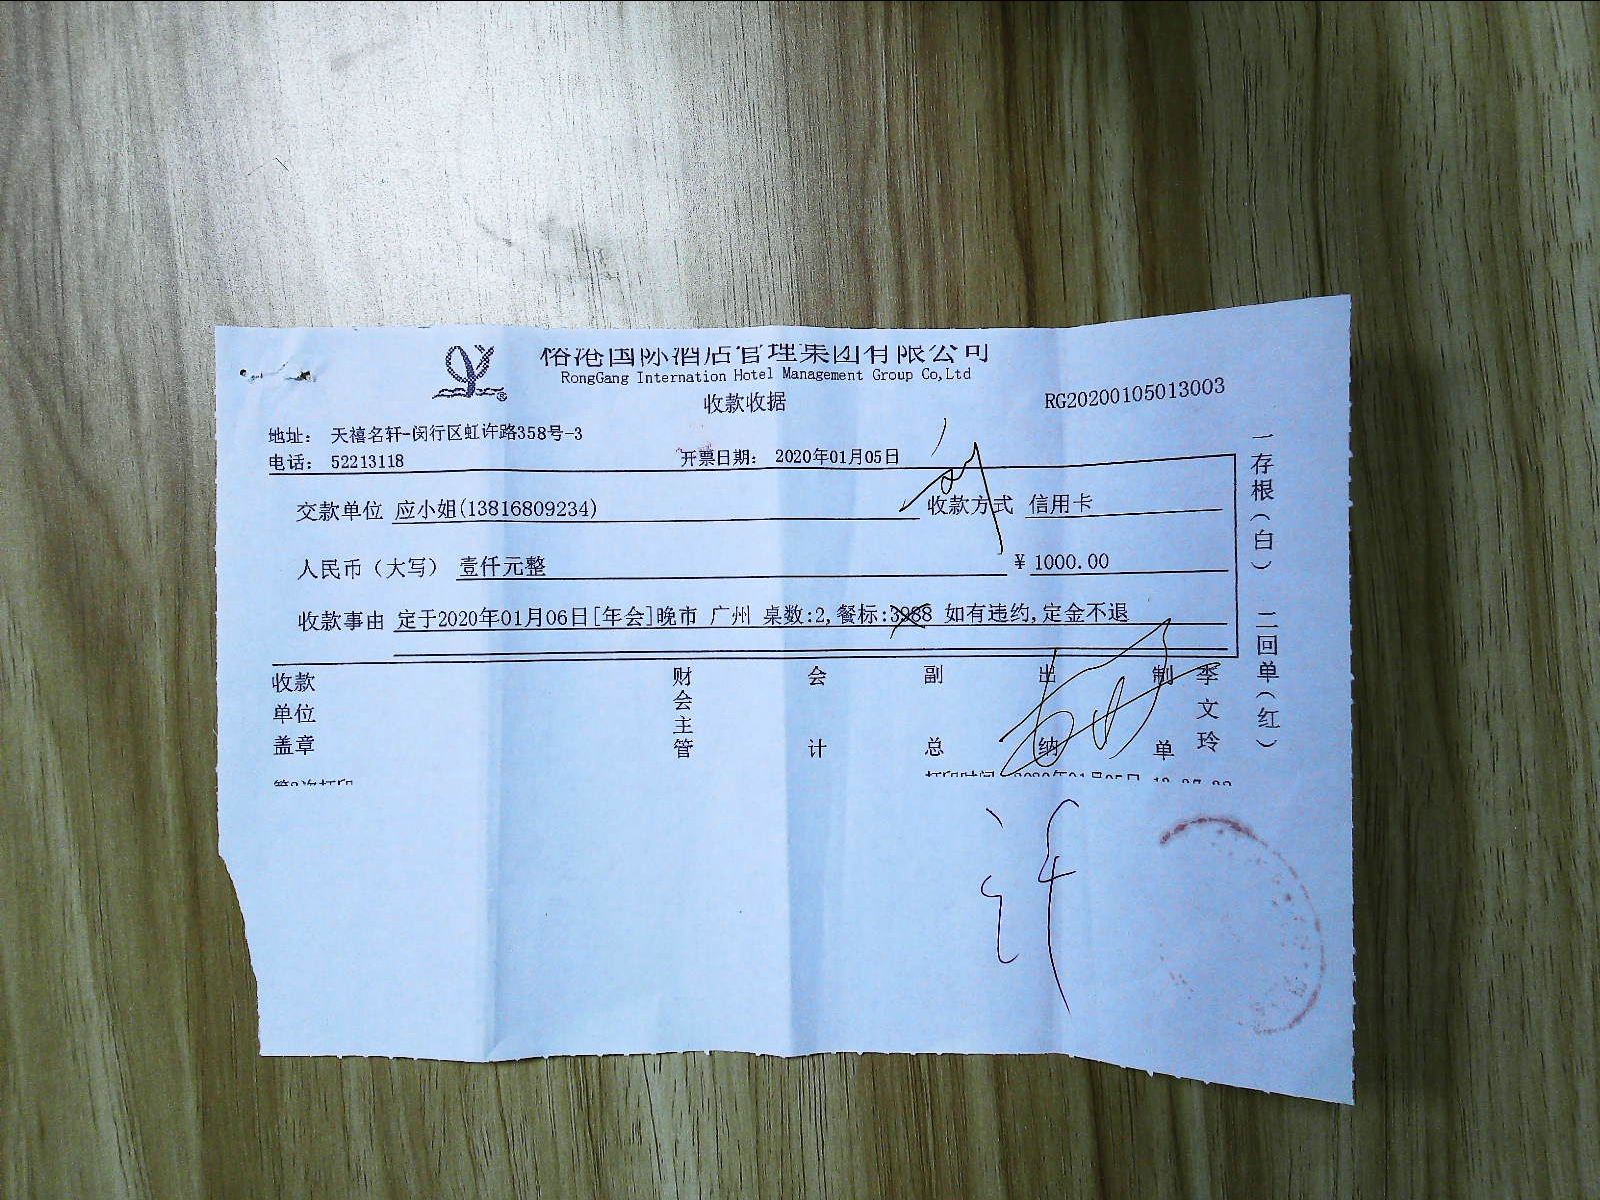 榕港国际酒店管理集团有限公司
RongGang Internation Hotel Management Group Co,Ltd
收款收据
RG20200105013003
地址： 天禧名轩-闵行区虹许路358号-3
电话： 52213118
开票日期： 2020年01月05日
交款单位 应小姐(13816809234)
收款方式 信用卡
人民币（大写） 壹仟元整
¥ 1000.00
收款事由 定于2020年01月06日[年会]晚市 广州 桌数:2,餐标:3988 如有违约,定金不退
收款单位盖章
财会主管
会计
副总
出纳
制单
李文玲
一存根（白） 二回单（红）